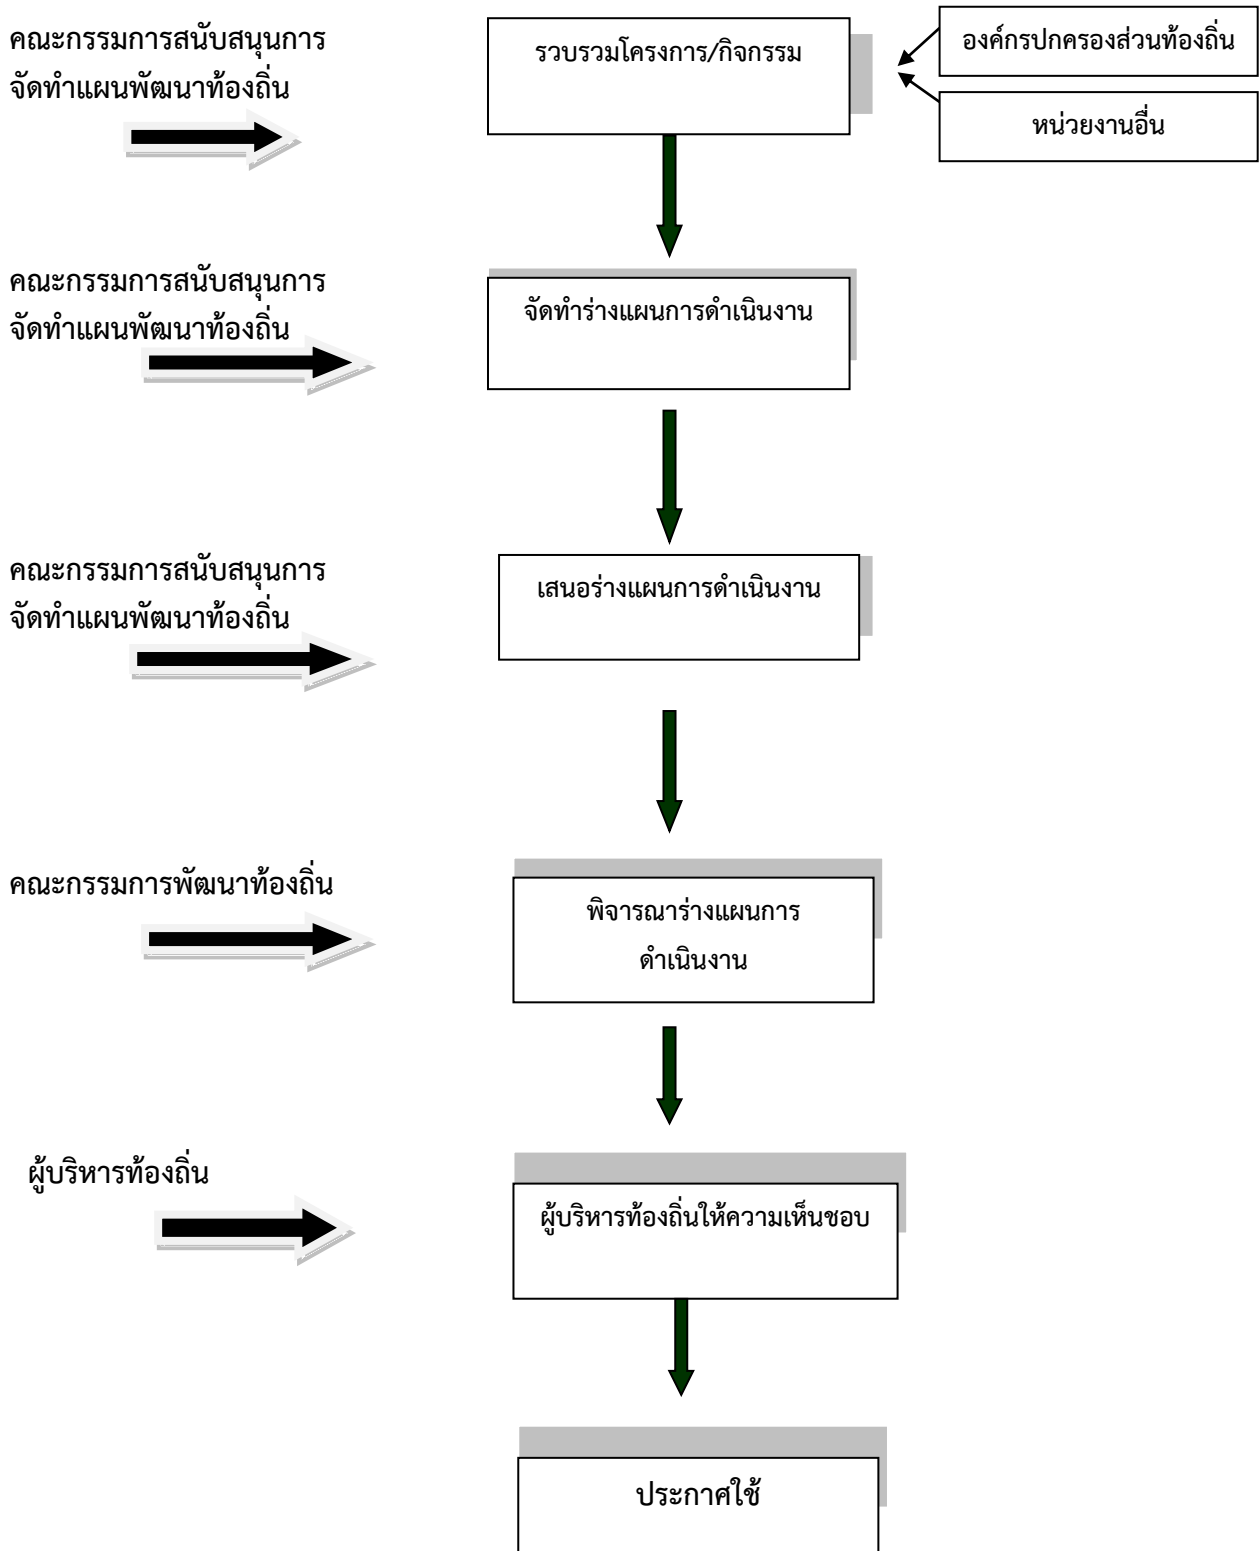 คณะกรรมการสนับสนุนการ
จัดทำแผนพัฒนาท้องถิ่น
รวบรวมโครงการ/กิจกรรม
องค์กรปกครองส่วนท้องถิ่น
หน่วยงานอื่น
คณะกรรมการสนับสนุนการ
จัดทำแผนพัฒนาท้องถิ่น
จัดทำร่างแผนการดำเนินงาน
คณะกรรมการสนับสนุนการ
จัดทำแผนพัฒนาท้องถิ่น
เสนอร่างแผนการดำเนินงาน
คณะกรรมการพัฒนาท้องถิ่น
พิจารณาร่างแผนการ
ดำเนินงาน
ผู้บริหารท้องถิ่น
ผู้บริหารท้องถิ่นให้ความเห็นชอบ
ประกาศใช้